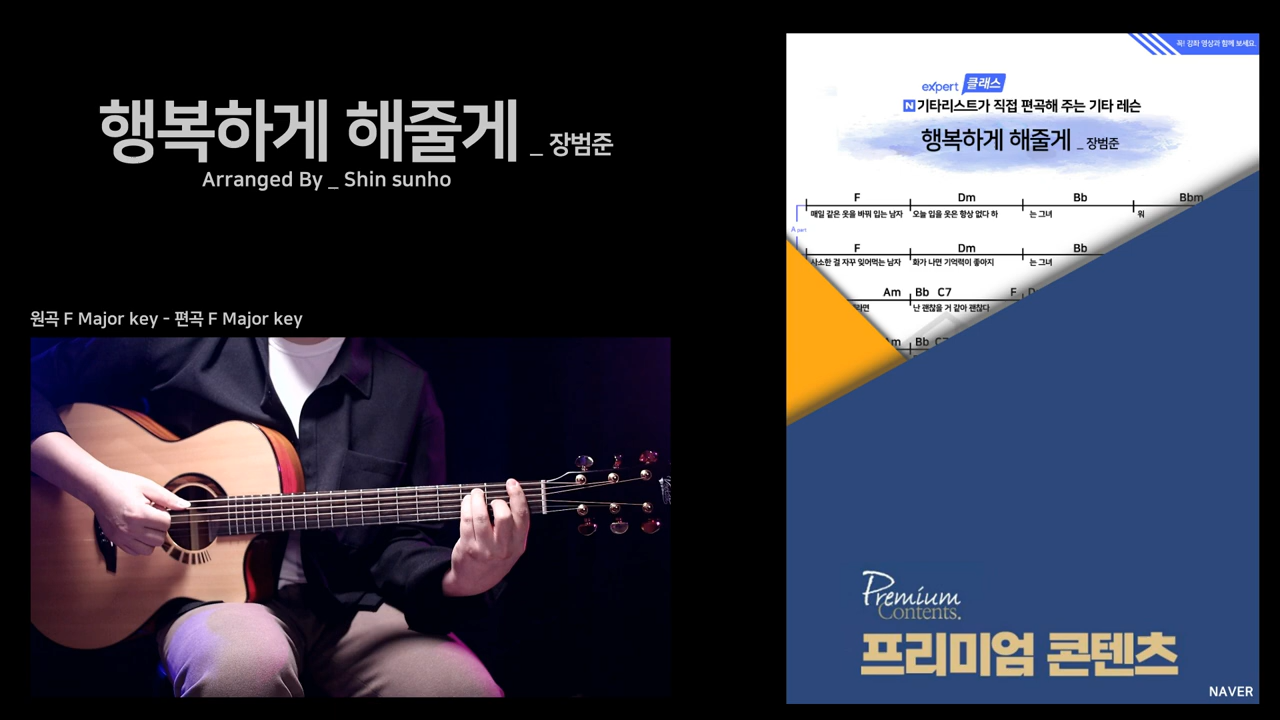 행복하게 해줄게 _ 장범준
Arranged By _ Shin sunho
원곡 F Major key - 편곡 F Major key
꼭! 강좌 영상과 함께 보세요.
expert 클래스
N 기타리스트가 직접 편곡해 주는 기타 레슨
행복하게 해줄게 _ 장범준
F Dm Bb Bbm
매일 같은 옷을 바꿔 입는 남자 오늘 입을 옷은 항상 없다 하 는 그녀 워
A part
F Dm Bb
사소한 걸 자꾸 잊어먹는 남자 화가 나면 기억력이 좋아지 는 그녀
Am Bb C7 F D
라면 난 괜찮을 거 같아 괜찮다
Am Bb C7
Premium
Contents.
프리미엄 콘텐츠
NAVER